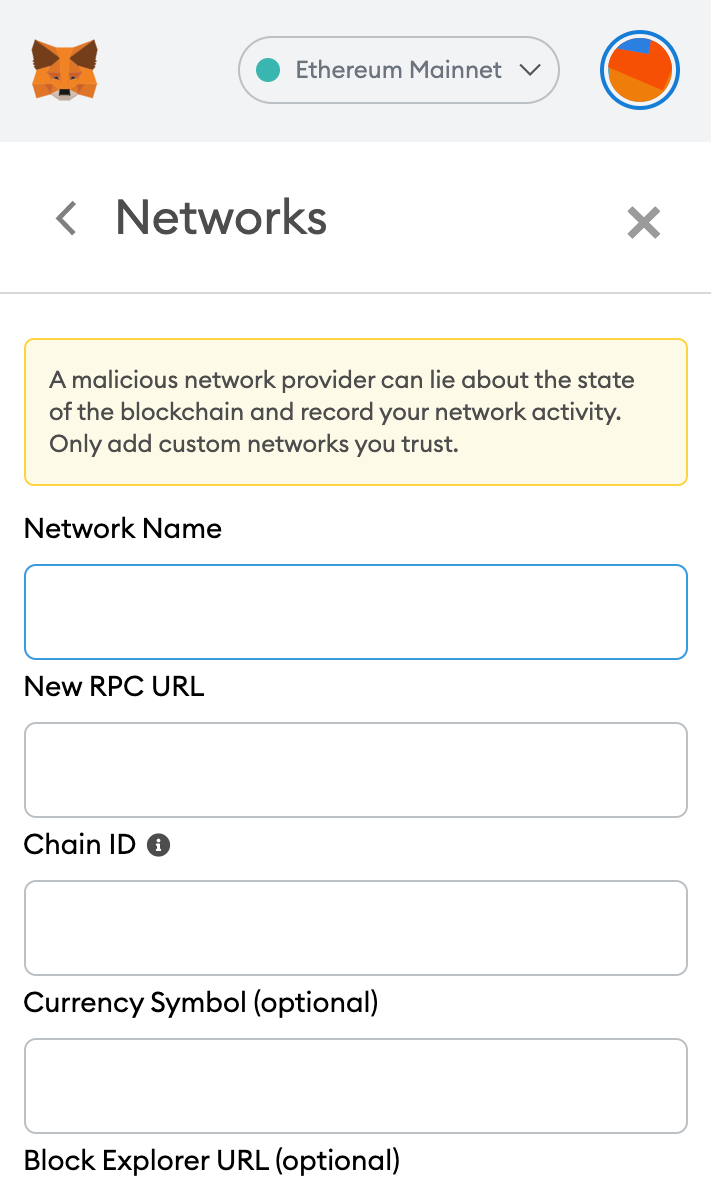 Ethereum Mainnet
Networks
A malicious network provider can lie about the state
of the blockchain and record your network activity.
Only add custom networks you trust.
Network Name
New RPC URL
Chain ID
Currency Symbol (optional)
Block Explorer URL (optional)